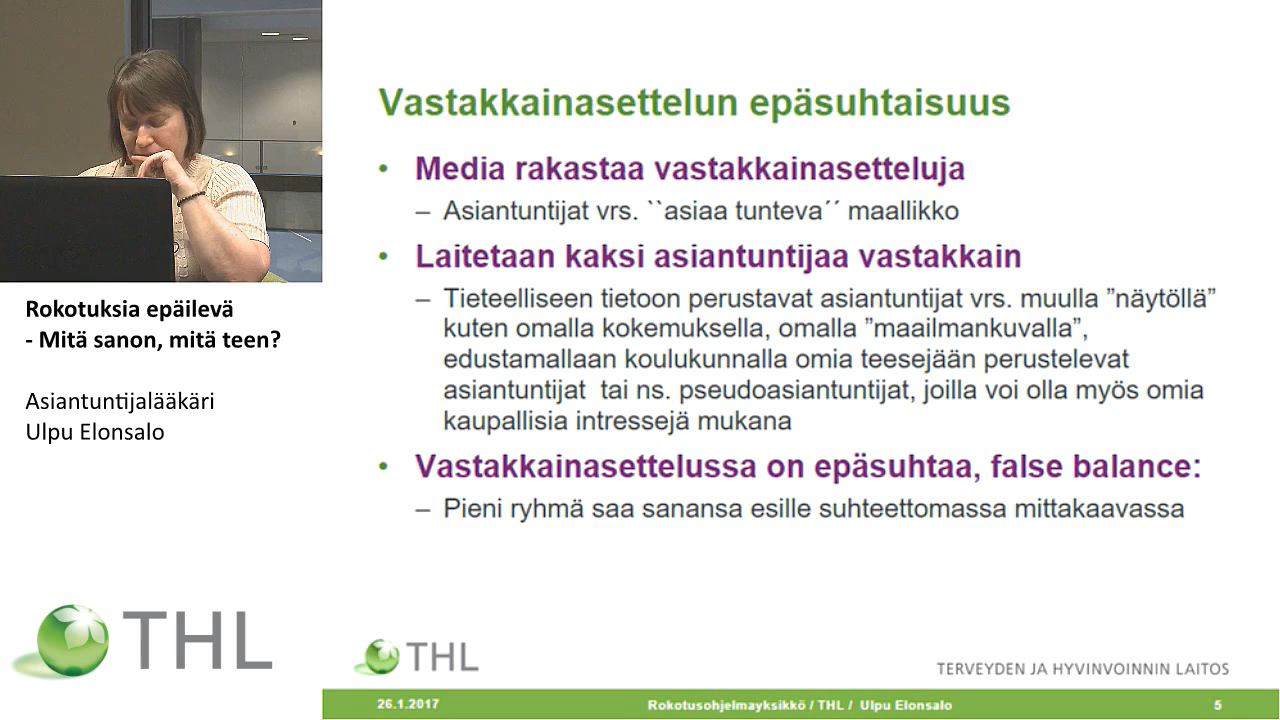 Vastakkainasettelun epäsuhtaisuus
• Media rakastaa vastakkainasetteluja
– Asiantuntijat vrs. ``asiaa tunteva´´ maallikko
• Laitetaan kaksi asiantuntijaa vastakkain
– Tieteelliseen tietoon perustavat asiantuntijat vrs. muulla ”näytöllä”
kuten omalla kokemuksella, omalla ”maailmankuvalla”,
edustamallaan koulukunnalla omia teesejään perustelevat
asiantuntijat tai ns. pseudoasiantuntijat, joilla voi olla myös omia
kaupallisia intressejä mukana
• Vastakkainasettelussa on epäsuhtaa, false balance:
– Pieni ryhmä saa sanansa esille suhteettomassa mittakaavassa
Rokotuksia epäilevä
- Mitä sanon, mitä teen?
Asiantuntijalääkäri
Ulpu Elonsalo
THL
THL
TERVEYDEN JA HYVINVOINNIN LAITOS
26.1.2017
Rokotusohjelmayksikkö / THL / Ulpu Elonsalo
5